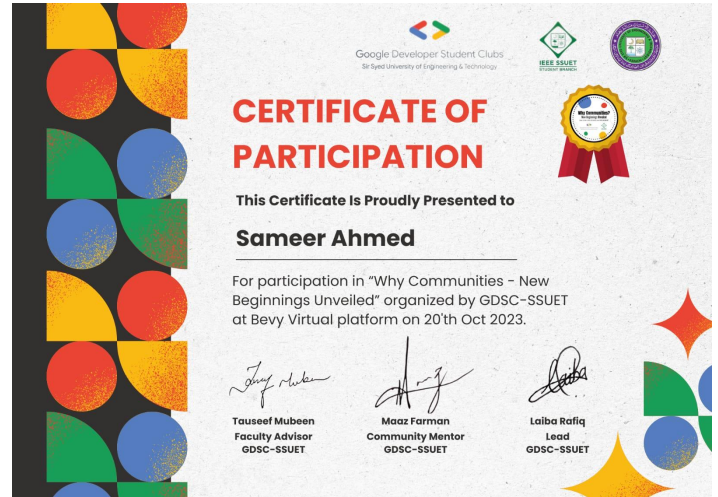 Google Developer Student Clubs
Sir Syed University of Engineering & Technology
IEEE SSUET
STUDENT BRANCH
CERTIFICATE OF
PARTICIPATION
Why Communities?
This Certificate Is Proudly Presented to
Sameer Ahmed
For participation in “Why Communities - New
Beginnings Unveiled” organized by GDSC-SSUET
at Bevy Virtual platform on 20'th Oct 2023.
Tauseef Mubeen
Faculty Advisor
GDSC-SSUET
Maaz Farman
Community Mentor
GDSC-SSUET
Laiba Rafiq
Lead
GDSC-SSUET